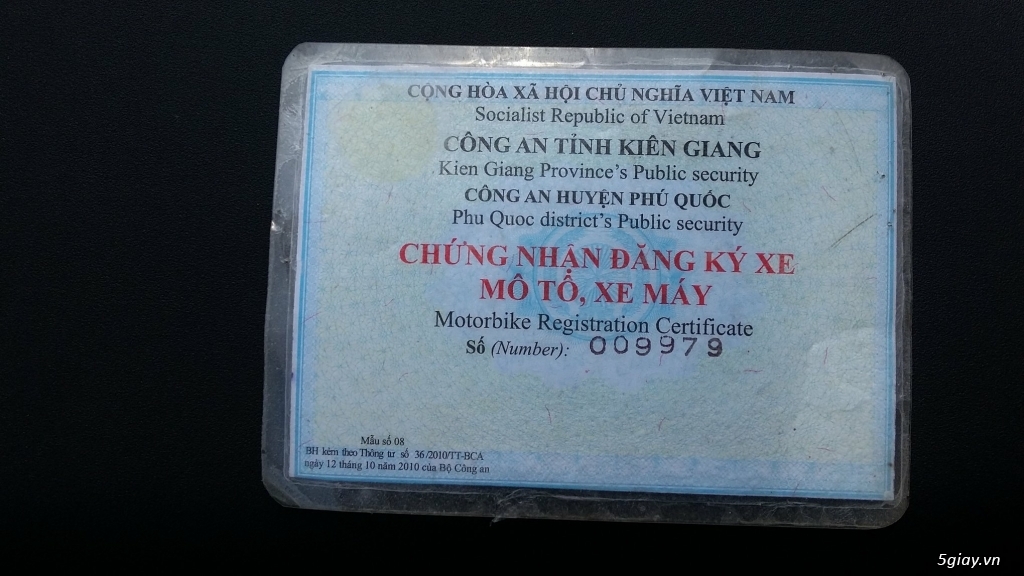 CỘNG HÒA XÃ HỘI CHỦ NGHĨA VIỆT NAM
Socialist Republic of Vietnam
CÔNG AN TỈNH KIÊN GIANG
Kien Giang Province's Public security
CÔNG AN HUYỆN PHÚ QUỐC
Phu Quoc district's Public security
CHỨNG NHẬN ĐĂNG KÝ XE
MÔ TÔ, XE MÁY
Motorbike Registration Certificate
Số (Number): 009979
Mẫu số 08
BH kèm theo Thông tư số 36/2010/TT-BCA
ngày 12 tháng 10 năm 2010 của Bộ Công an
5giay.vn